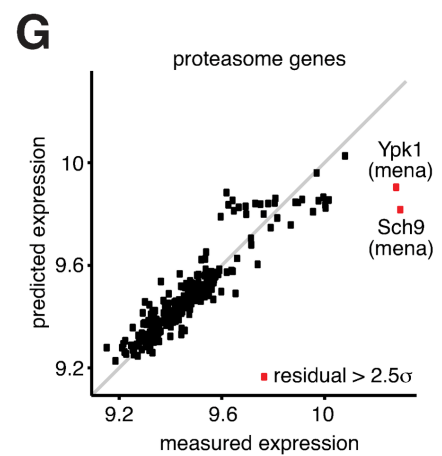 G
proteasome genes
predicted expression
10
9.6
9.2
Ypk1
(mena)
Sch9
(mena)
residual > 2.5σ
9.2 9.6 10
measured expression